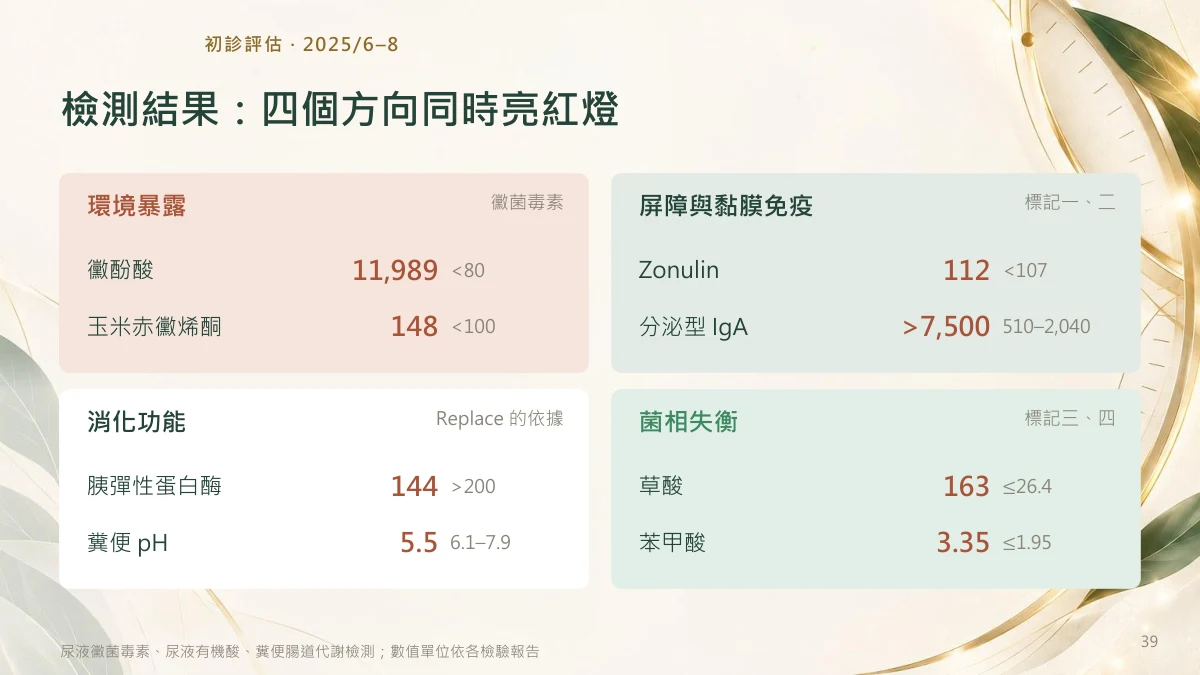 初診評估 · 2025/6–8
檢測結果：四個方向同時亮紅燈
環境暴露 黴菌毒素
黴酚酸 11,989 <80
玉米赤黴烯酮 148 <100
屏障與黏膜免疫 標記一、二
Zonulin 112 <107
分泌型 IgA >7,500 510–2,040
消化功能 Replace 的依據
胰彈性蛋白酶 144 >200
糞便 pH 5.5 6.1–7.9
菌相失衡 標記三、四
草酸 163 ≤26.4
苯甲酸 3.35 ≤1.95
尿液黴菌毒素、尿液有機酸、糞便腸道代謝檢測；數值單位依各檢驗報告
39